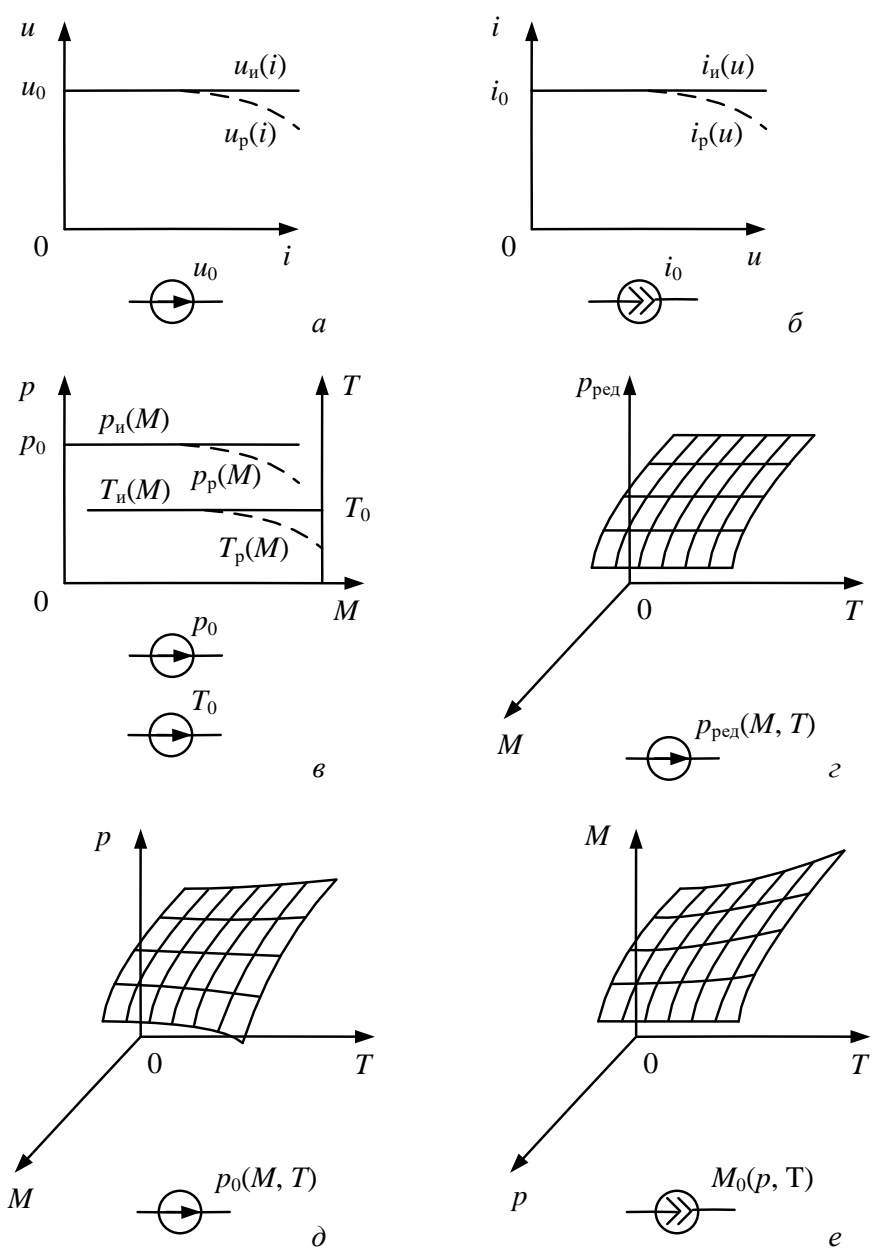 u
i
u₀
uи(i)
uр(i)
i₀
iи(u)
iр(u)
0
i
0
u
u₀
а
i₀
б
p
T
pи(M)
p₀
pр(M)
Tи(M)
T₀
Tр(M)
0
M
p₀
T₀
в
pред
0
T
M
pред(M, T)
г
p
0
T
M
p₀(M, T)
д
M
0
T
p
M₀(p, T)
е